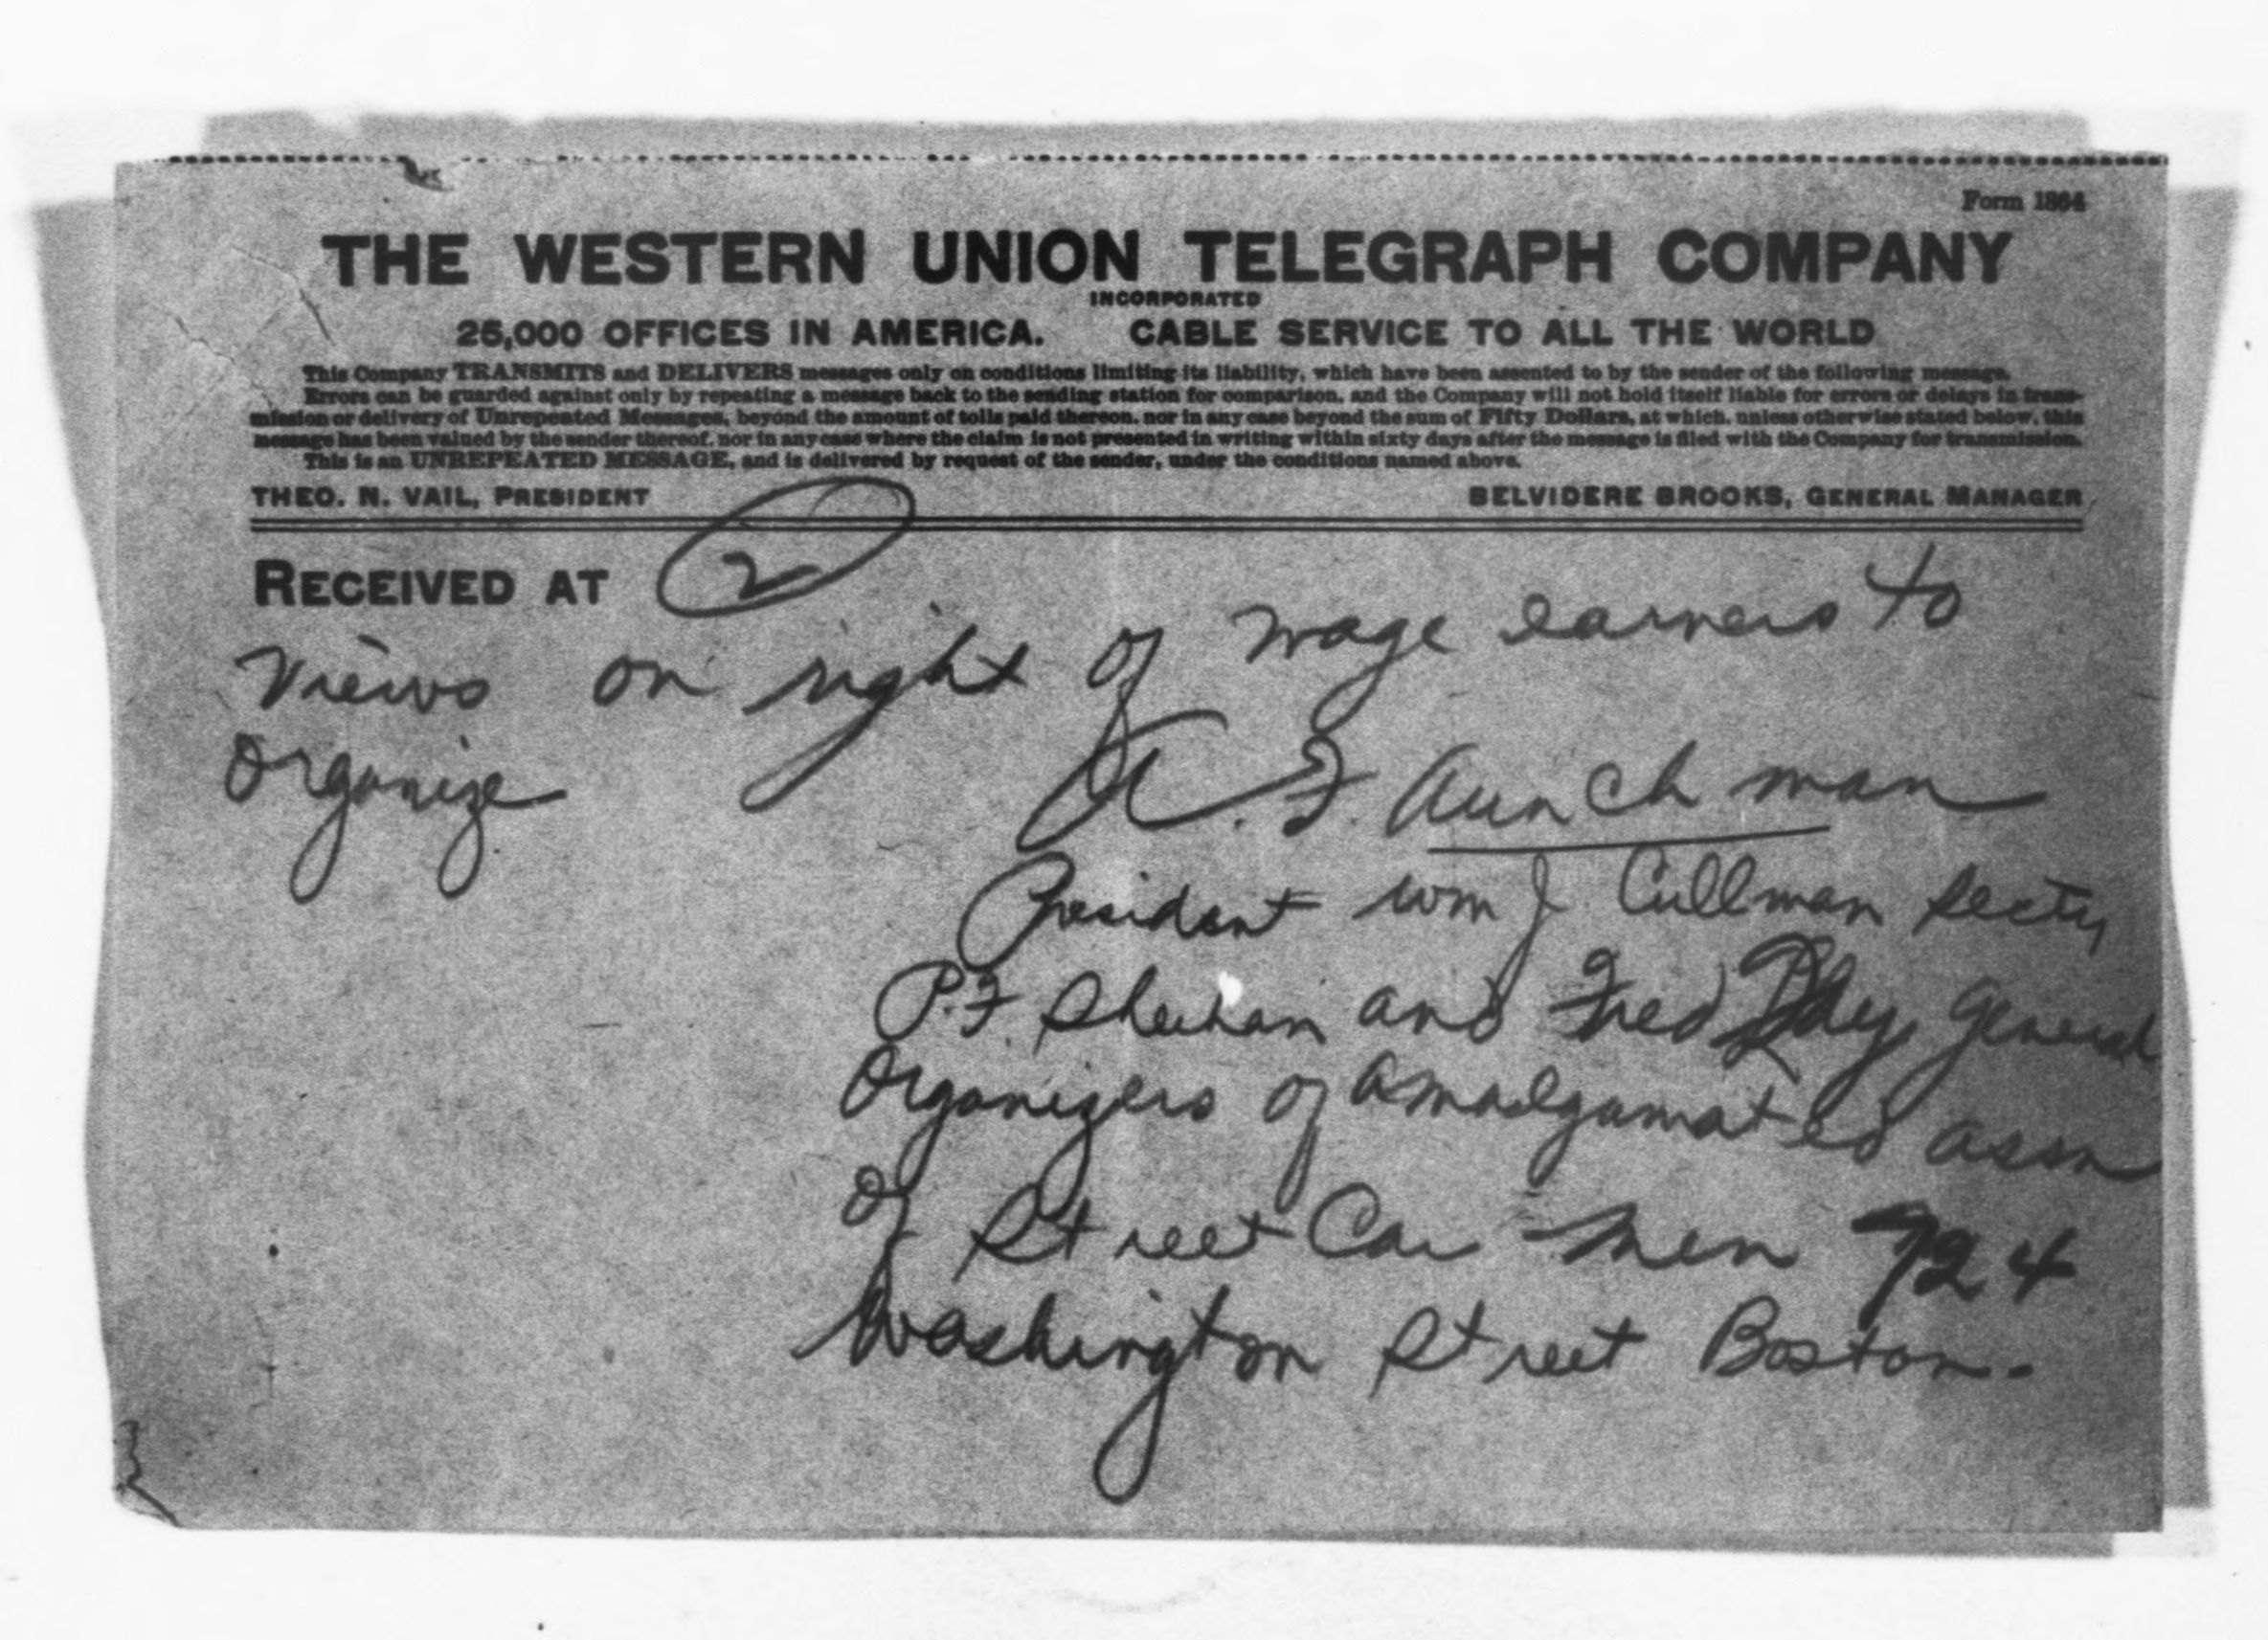 Form 1864
THE WESTERN UNION TELEGRAPH COMPANY
INCORPORATED
25,000 OFFICES IN AMERICA. CABLE SERVICE TO ALL THE WORLD
This Company TRANSMITS and DELIVERS messages only on conditions limiting its liability, which have been assented to by the sender of the following message.
Errors can be guarded against only by repeating a message back to the sending station for comparison, and the Company will not hold itself liable for errors or delays in trans-
mission or delivery of Unrepeated Messages, beyond the amount of tolls paid thereon, nor in any case beyond the sum of Fifty Dollars, at which, unless otherwise stated below, this
message has been valued by the sender thereof, nor in any case where the claim is not presented in writing within sixty days after the message is filed with the Company for transmission.
This is an UNREPEATED MESSAGE, and is delivered by request of the sender, under the conditions named above.
THEO. N. VAIL, PRESIDENT BELVIDERE BROOKS, GENERAL MANAGER
RECEIVED AT 2
Views on right of wage earners to
Organize
F. Aunchman
President Wm J Cullman Secty
P.F. Sheehan and Fred General
Organizers of Amalgamated Assn
of Street Car Men 724
Washington Street Boston.